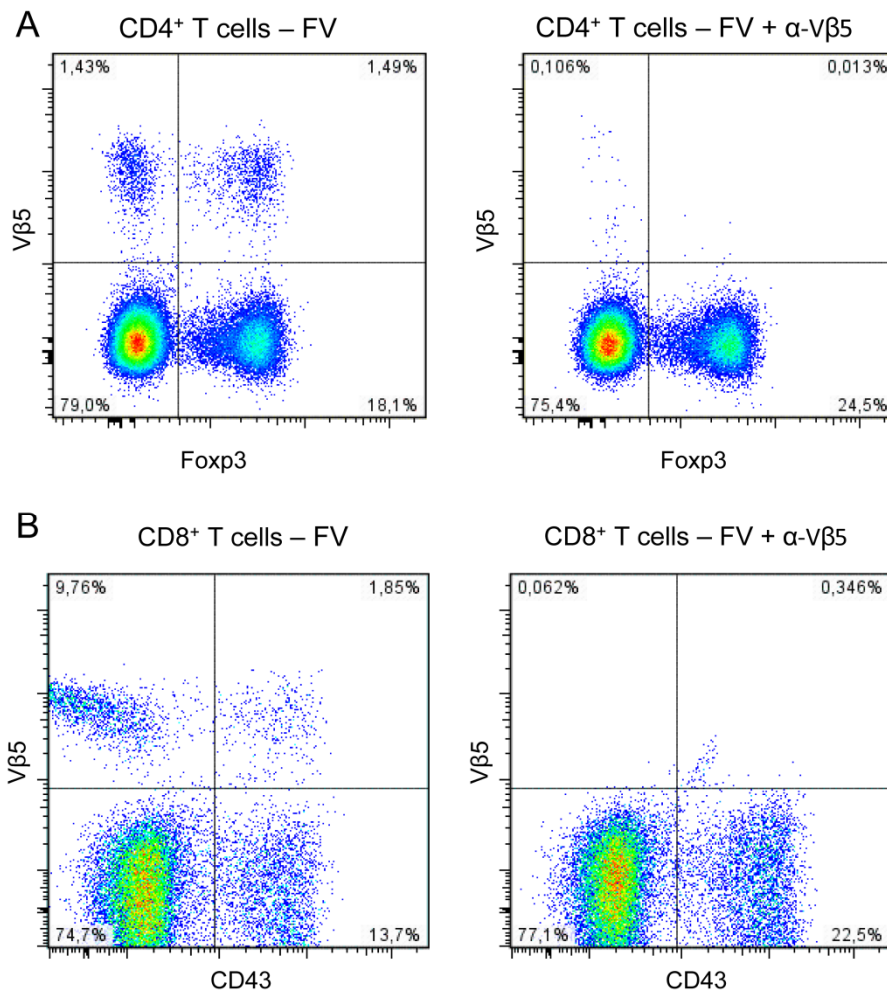 A
CD4⁺ T cells – FV
CD4⁺ T cells – FV + α-Vβ5
1,43%
1,49%
0,106%
0,013%
Vβ5
Vβ5
79,0%
18,1%
75,4%
24,5%
Foxp3
Foxp3
B
CD8⁺ T cells – FV
CD8⁺ T cells – FV + α-Vβ5
9,76%
1,85%
0,062%
0,346%
Vβ5
Vβ5
74,7%
13,7%
77,1%
22,5%
CD43
CD43